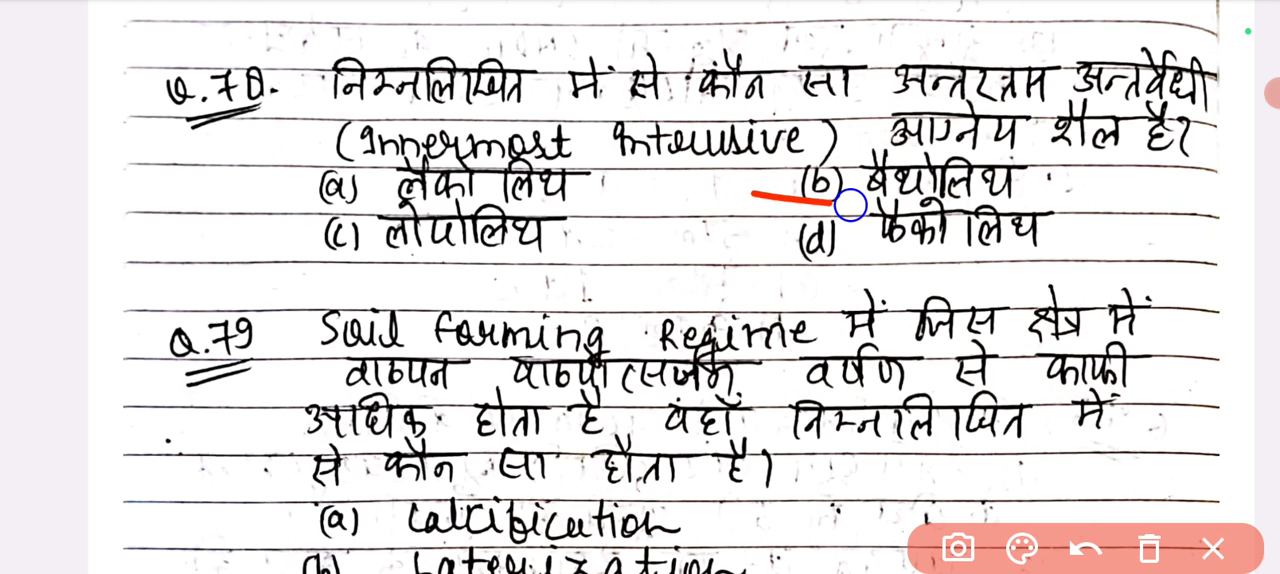 Q.78. निम्नलिखित में से कौन सा अन्तरतम अन्तर्वेधी
(Innermost Intrusive) आग्नेय शैल है?
(a) लैकोलिथ (b) बैथोलिथ
(c) लोपोलिथ (d) फैकोलिथ
Q.79 Soil forming Regime में जिस क्षेत्र में
वाष्पन वाष्पोत्सर्जन वर्षण से काफी
अधिक होता है वहाँ निम्नलिखित में
से कौन सा होता है।
(a) Calcification
(b) Laterization